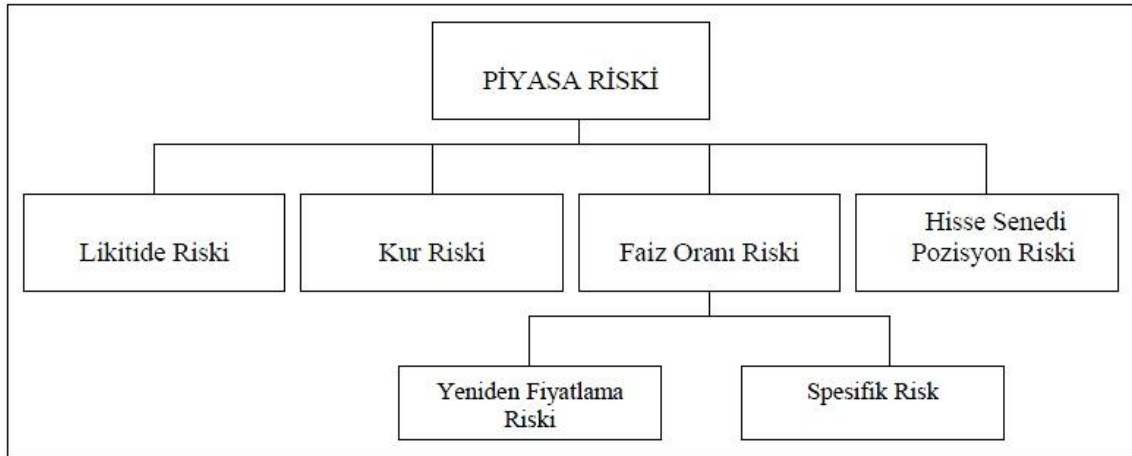 PİYASA RİSKİ
Likitide Riski
Kur Riski
Faiz Oranı Riski
Hisse Senedi
Pozisyon Riski
Yeniden Fiyatlama
Riski
Spesifik Risk